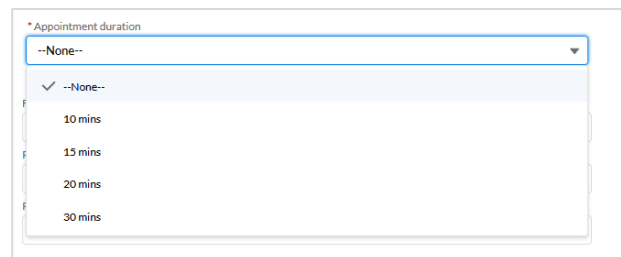 *Appointment duration
--None--
--None--
10 mins
15 mins
20 mins
30 mins